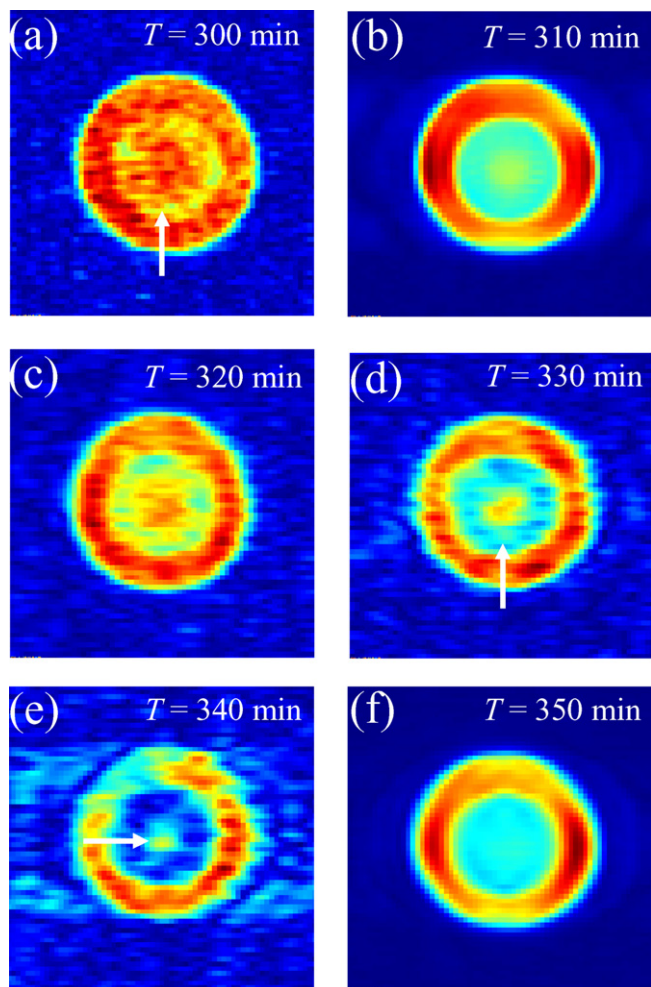 (a) T = 300 min
(b) T = 310 min
(c) T = 320 min
(d) T = 330 min
(e) T = 340 min
(f) T = 350 min